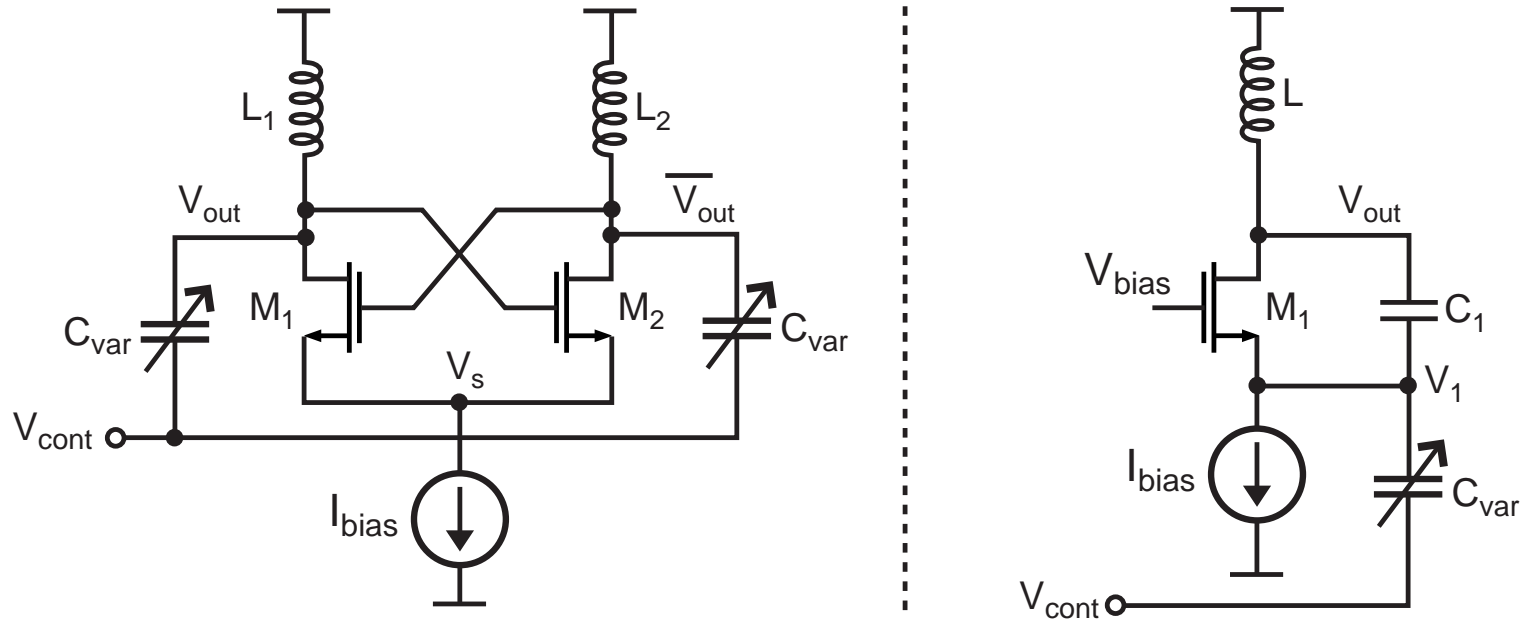 L1
L2
Vout
Vout
M1
M2
Cvar
Cvar
Vs
Vcont
Ibias
L
Vout
Vbias
M1
C1
V1
Ibias
Cvar
Vcont